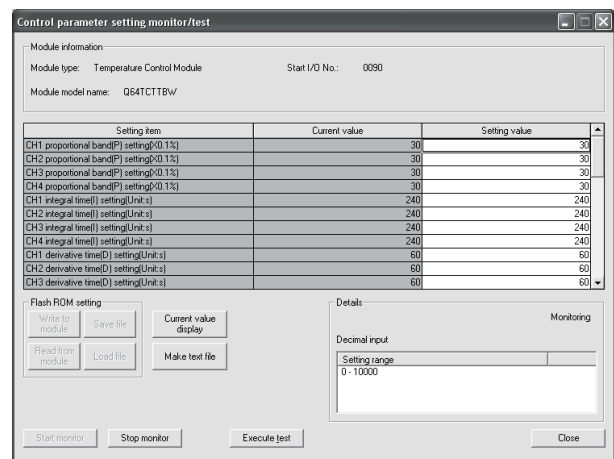 Control parameter setting monitor/test
Module information
Module type: Temperature Control Module Start I/O No.: 0090
Module model name: Q64TCTTBW
Setting item Current value Setting value
CH1 proportional band(P) setting(X0.1%) 30 30
CH2 proportional band(P) setting(X0.1%) 30 30
CH3 proportional band(P) setting(X0.1%) 30 30
CH4 proportional band(P) setting(X0.1%) 30 30
CH1 integral time(I) setting(Unit:s) 240 240
CH2 integral time(I) setting(Unit:s) 240 240
CH3 integral time(I) setting(Unit:s) 240 240
CH4 integral time(I) setting(Unit:s) 240 240
CH1 derivative time(D) setting(Unit:s) 60 60
CH2 derivative time(D) setting(Unit:s) 60 60
CH3 derivative time(D) setting(Unit:s) 60 60
Flash ROM setting
Write to
module
Save file
Current value
display
Read from
module
Load file
Make text file
Details
Monitoring
Decimal input
Setting range
0 - 10000
Start monitor Stop monitor Execute test Close